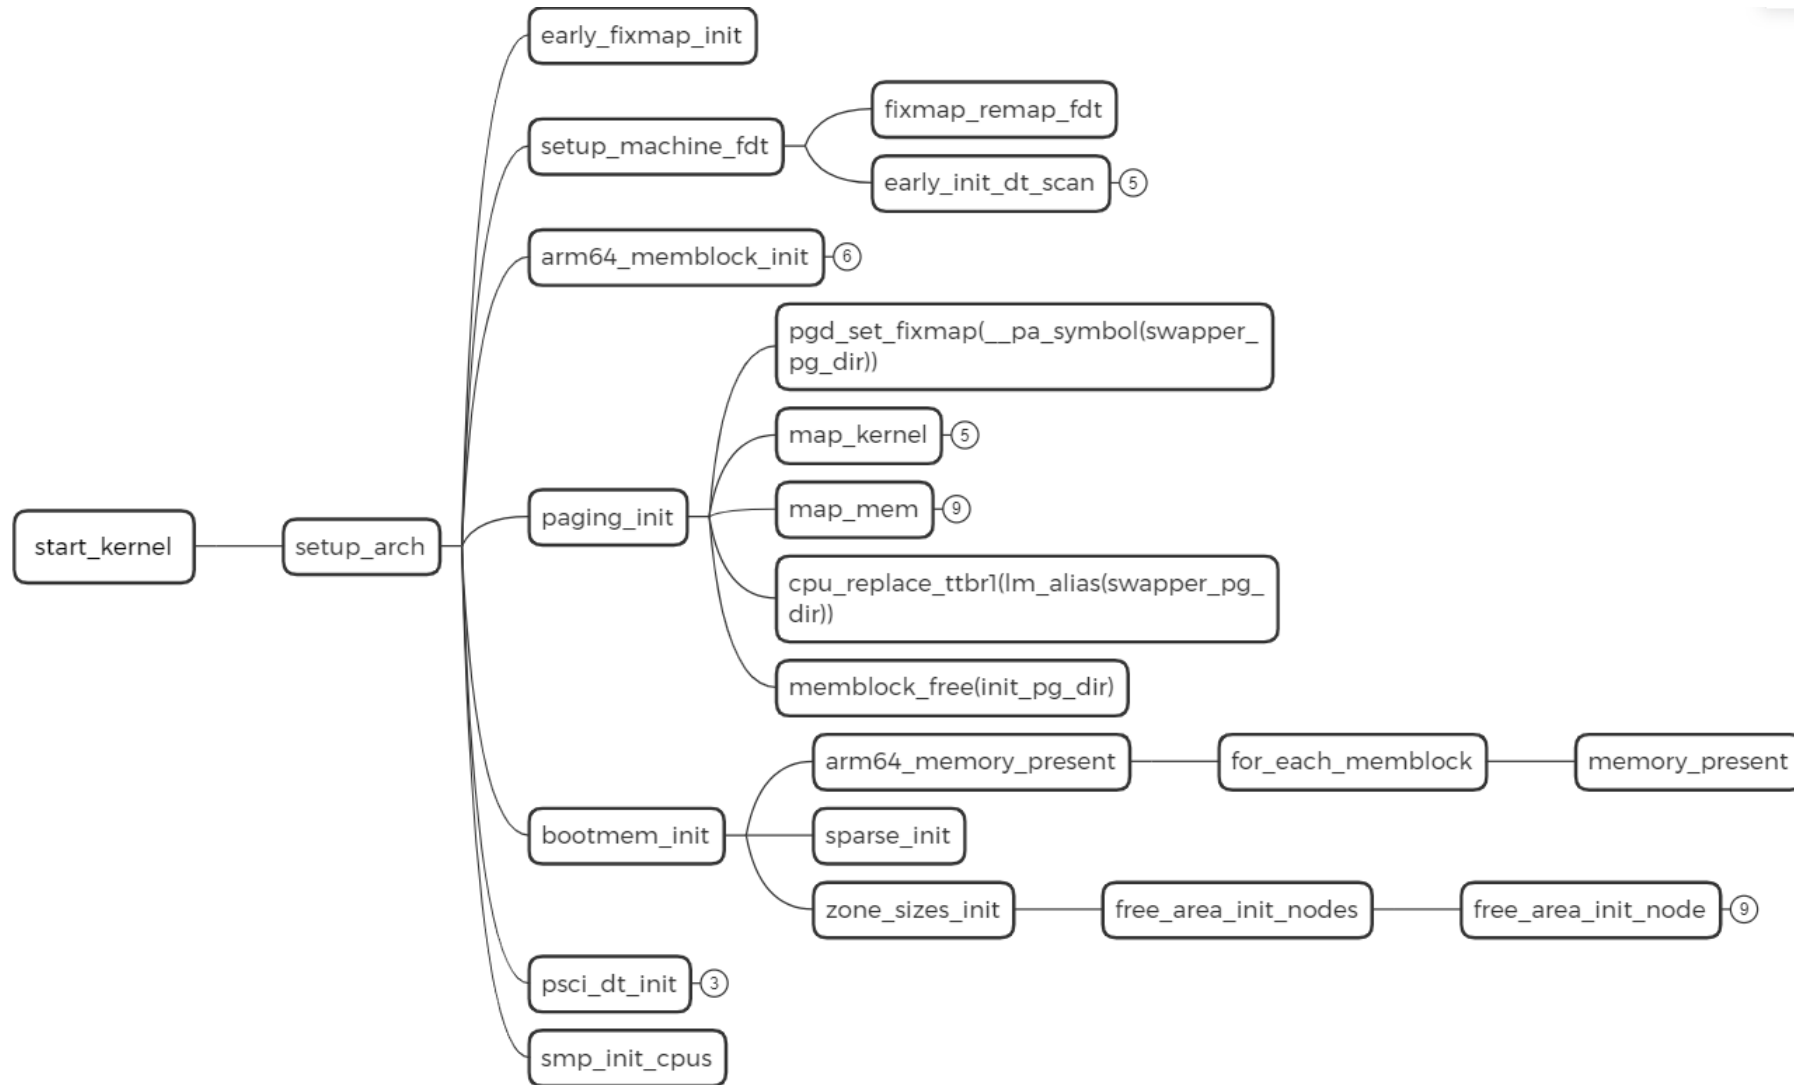 early_fixmap_init
fixmap_remap_fdt
setup_machine_fdt
early_init_dt_scan 5
arm64_memblock_init 6
pgd_set_fixmap(__pa_symbol(swapper_
pg_dir))
map_kernel 5
map_mem 9
paging_init
start_kernel
setup_arch
cpu_replace_ttbr1(lm_alias(swapper_pg_
dir))
memblock_free(init_pg_dir)
arm64_memory_present
for_each_memblock
memory_present
bootmem_init
sparse_init
zone_sizes_init
free_area_init_nodes
free_area_init_node 9
psci_dt_init 3
smp_init_cpus